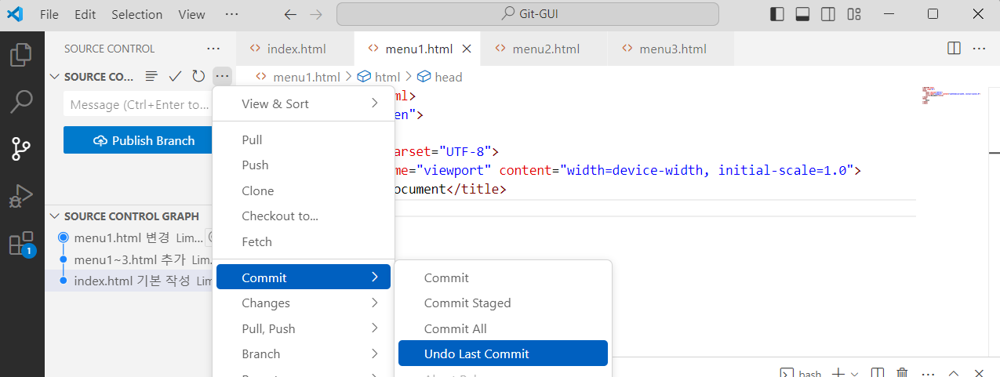 File Edit Selection View ··· Git-GUI
SOURCE CONTROL ···
index.html menu1.html menu2.html menu3.html
SOURCE CO... ···
menu1.html > html > head
Message (Ctrl+Enter to...
Publish Branch
SOURCE CONTROL GRAPH
menu1.html 변경 Lim...
menu1~3.html 추가 Lim...
index.html 기본 작성 Lim
1
View & Sort
Pull
Push
Clone
Checkout to...
Fetch
Commit
Changes
Pull, Push
Branch
Commit
Commit Staged
Commit All
Undo Last Commit
ml>
en">
arset="UTF-8">
me="viewport" content="width=device-width, initial-scale=1.0">
ocument</title>
bash